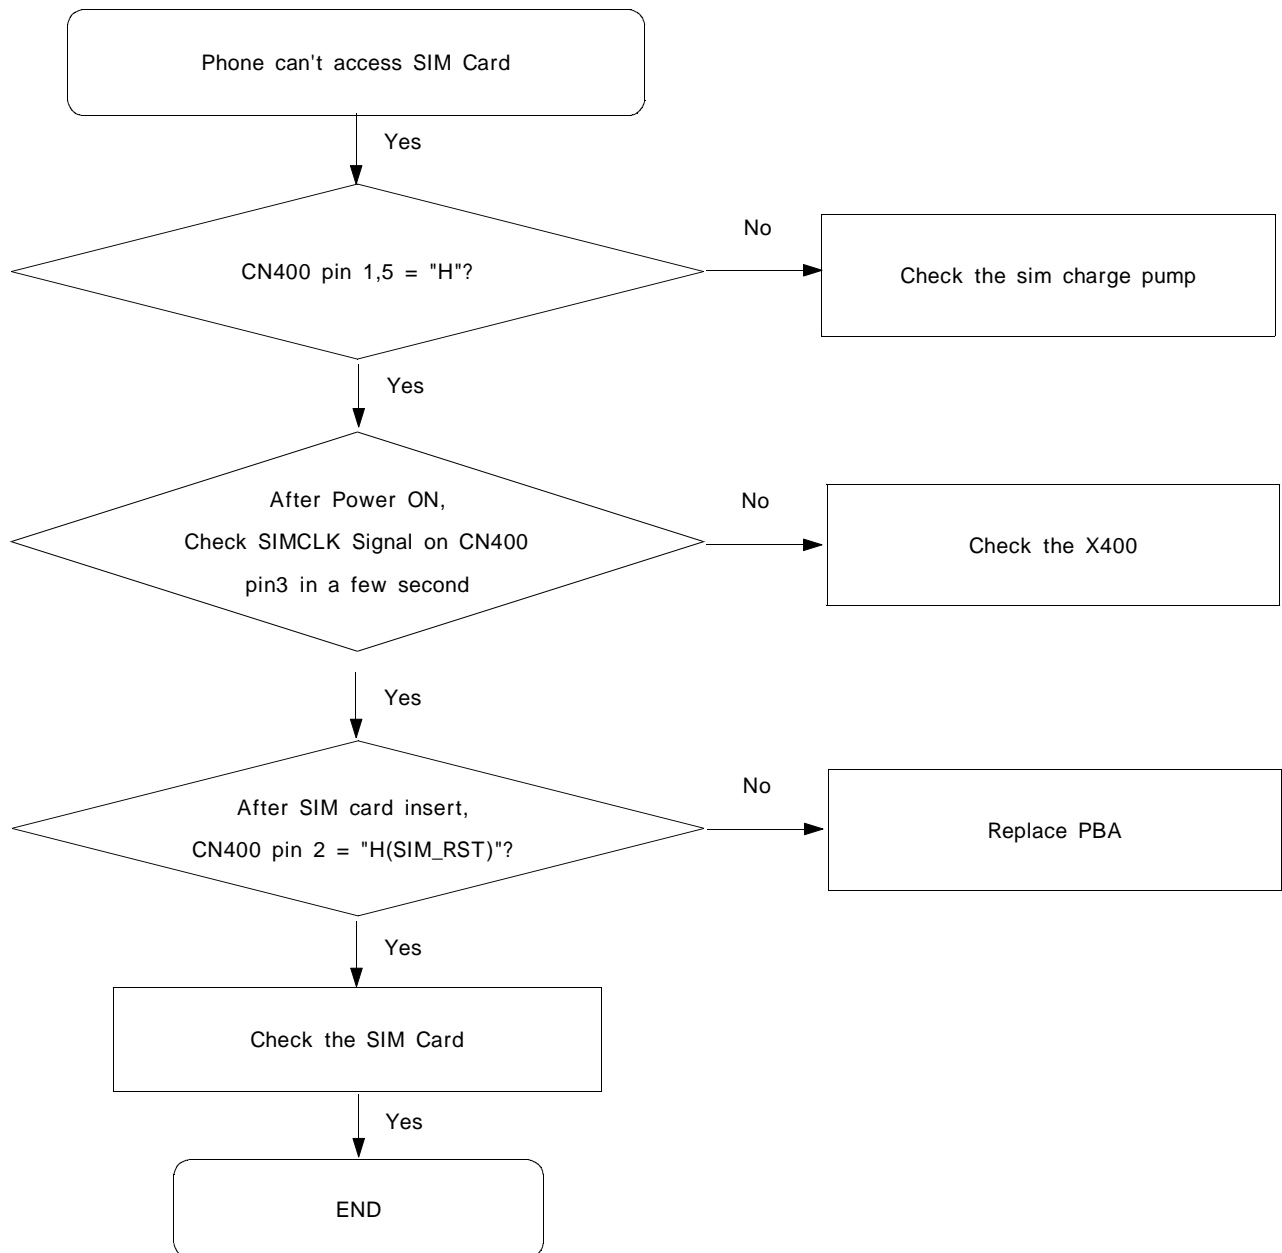 Phone can't access SIM Card
Yes
CN400 pin 1,5 = "H"?
No
Check the sim charge pump
Yes
After Power ON,
Check SIMCLK Signal on CN400
pin3 in a few second
No
Check the X400
Yes
After SIM card insert,
CN400 pin 2 = "H(SIM_RST)"?
No
Replace PBA
Yes
Check the SIM Card
Yes
END